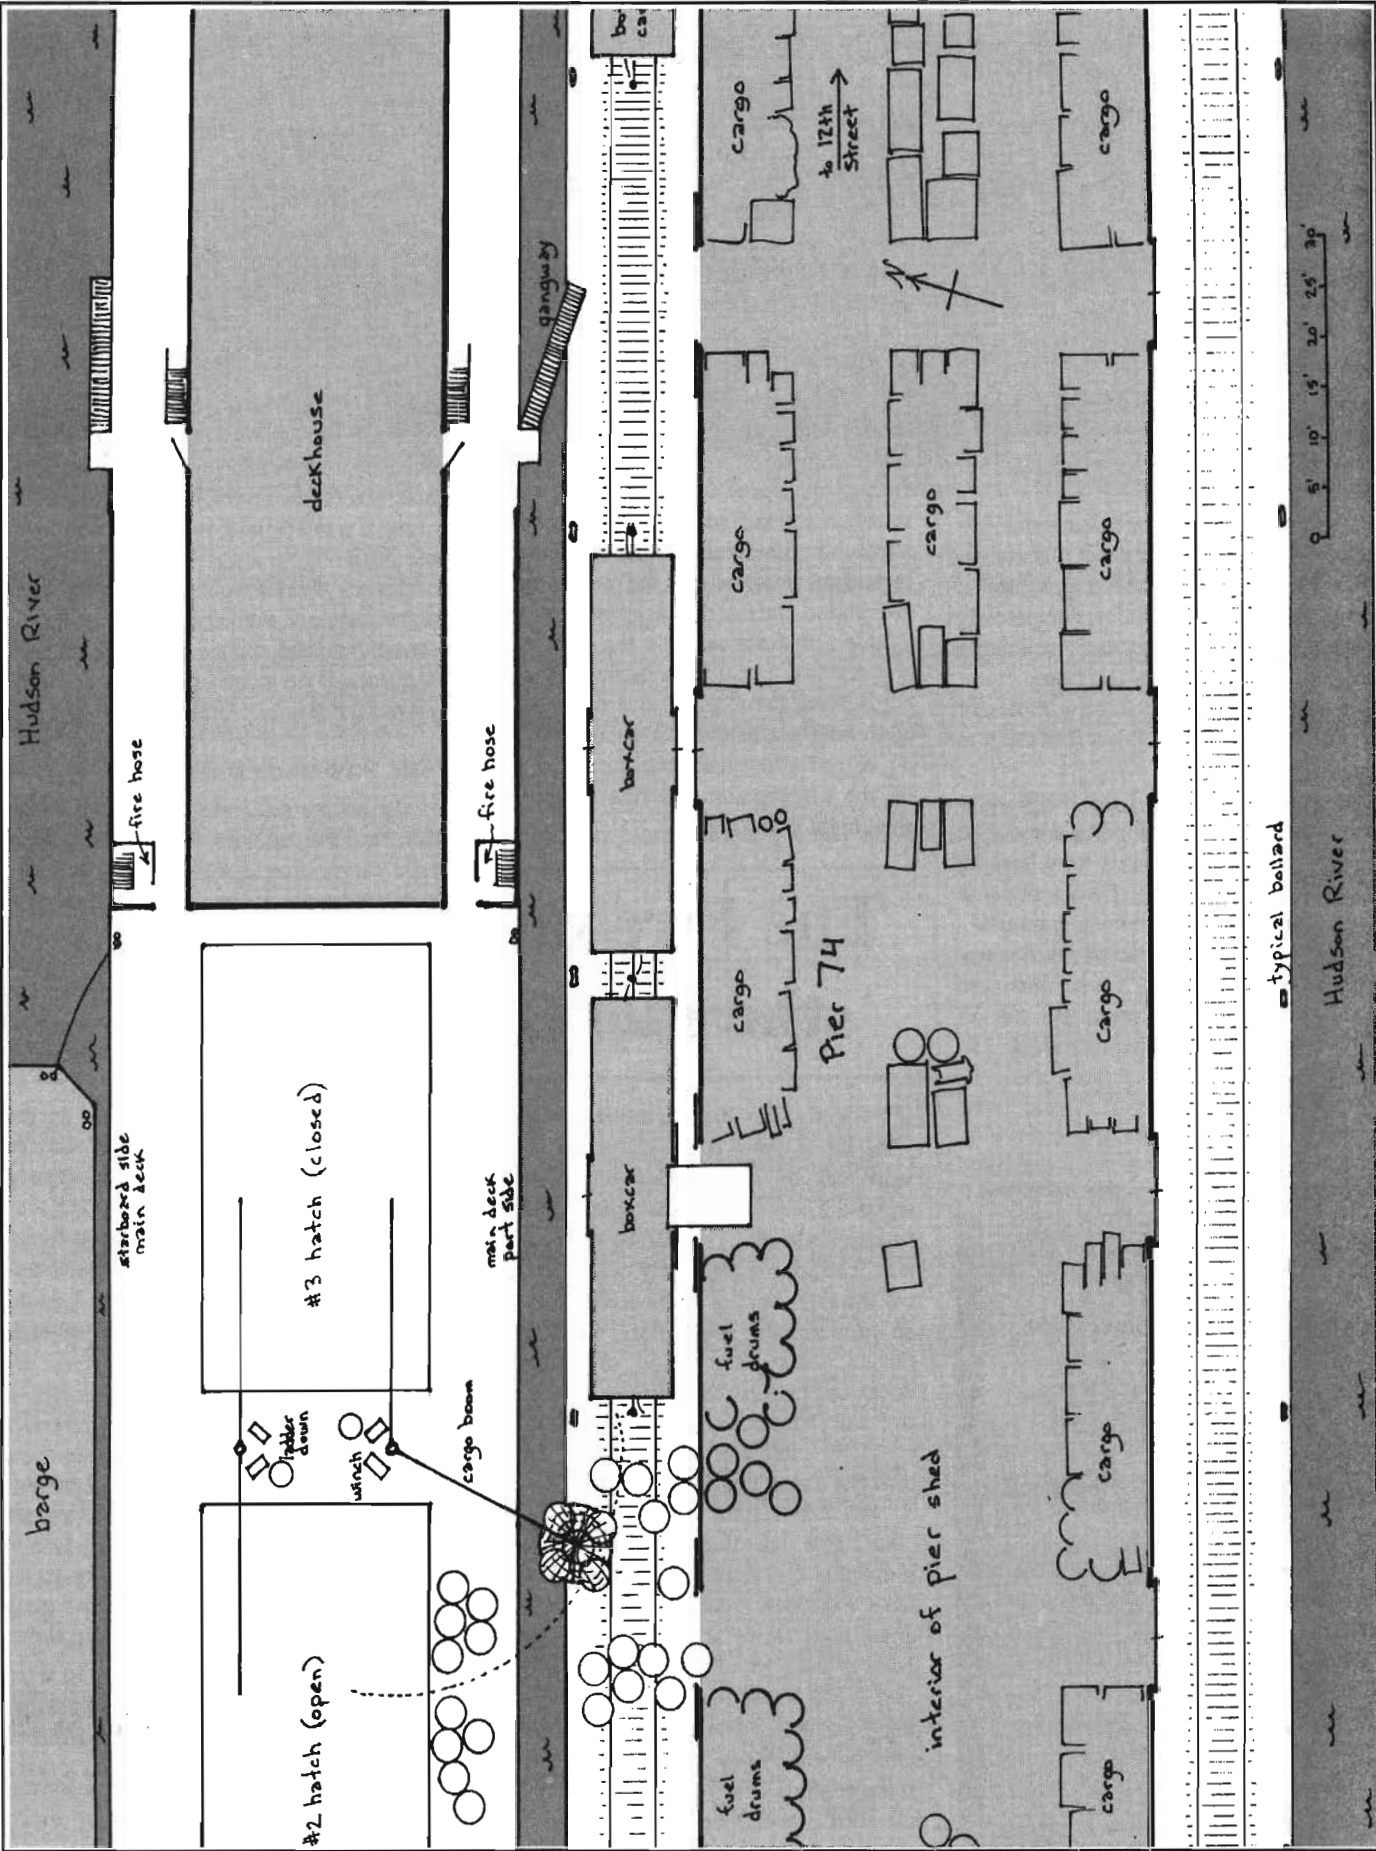 Hudson River
barge
fire hose
starboard side
main deck
deckhouse
#3 hatch (closed)
ladder
down
winch
#2 hatch (open)
gangway
fire hose
main deck
port side
cargo boom
boxcar
boxcar
cargo
cargo
cargo
fuel
drums
fuel
drums
to 12th
Street
N
Pier 74
cargo
interior of pier shed
cargo
cargo
cargo
cargo
cargo
typical bollard
0 5' 10' 15' 20' 25' 30'
Hudson River